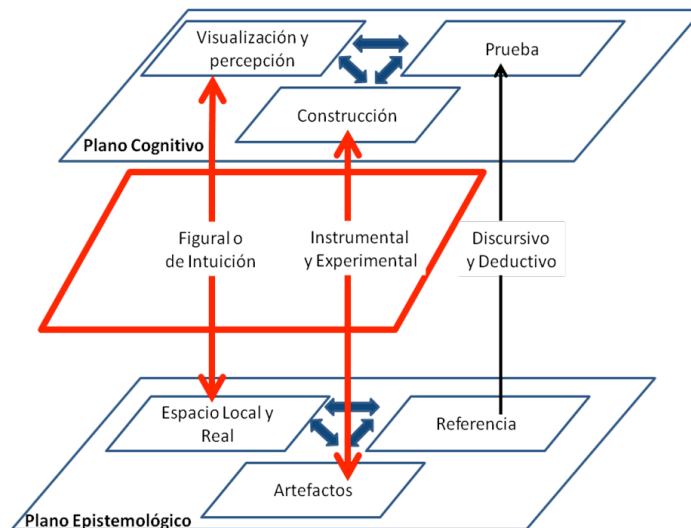 Visualización y
percepción
Prueba
Construcción
Plano Cognitivo
Figural o
de Intuición
Instrumental
y Experimental
Discursivo
y Deductivo
Espacio Local y
Real
Referencia
Artefactos
Plano Epistemológico